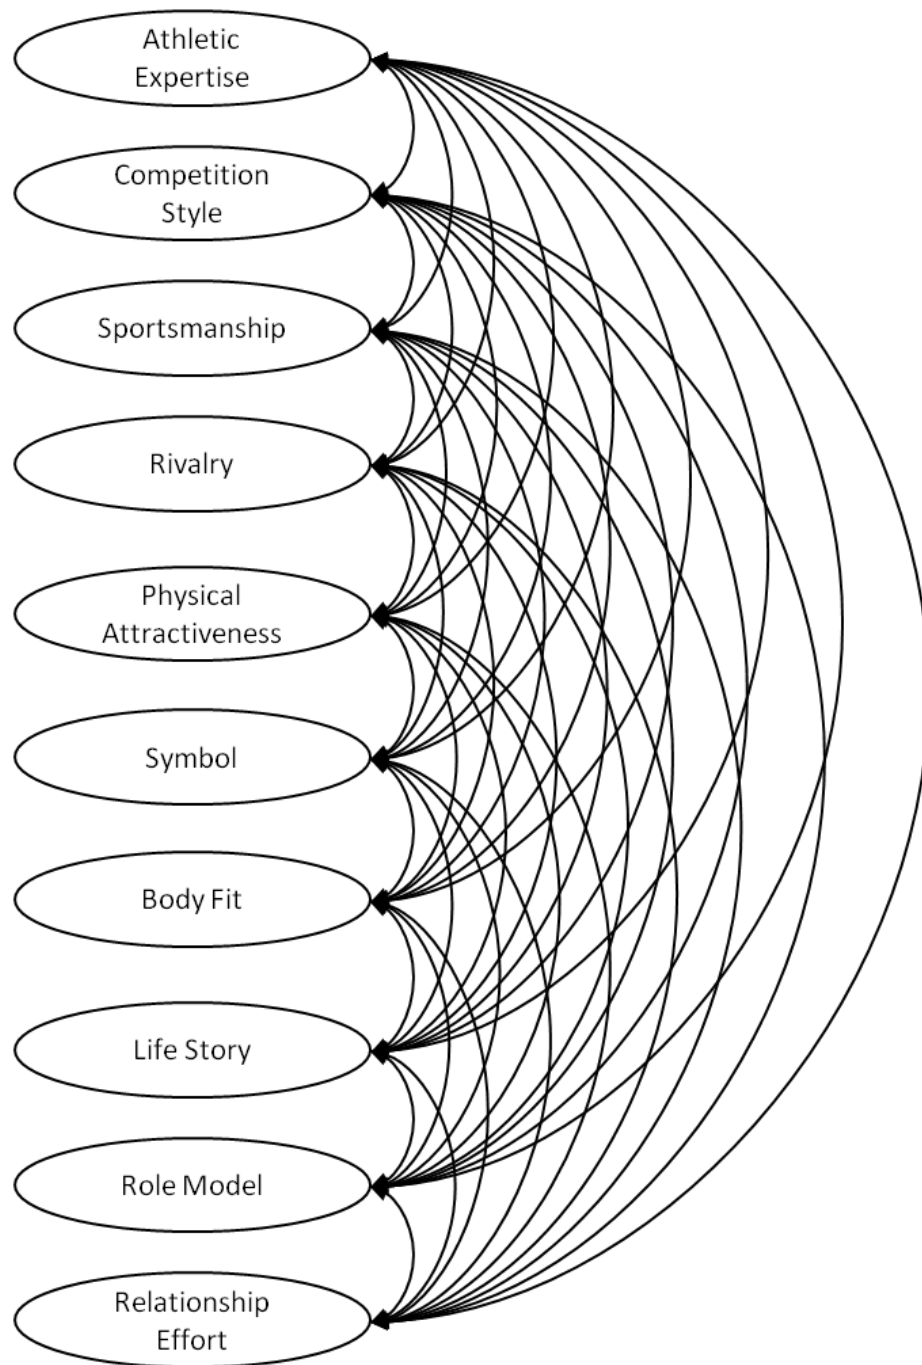 Athletic
Expertise
Competition
Style
Sportsmanship
Rivalry
Physical
Attractiveness
Symbol
Body Fit
Life Story
Role Model
Relationship
Effort